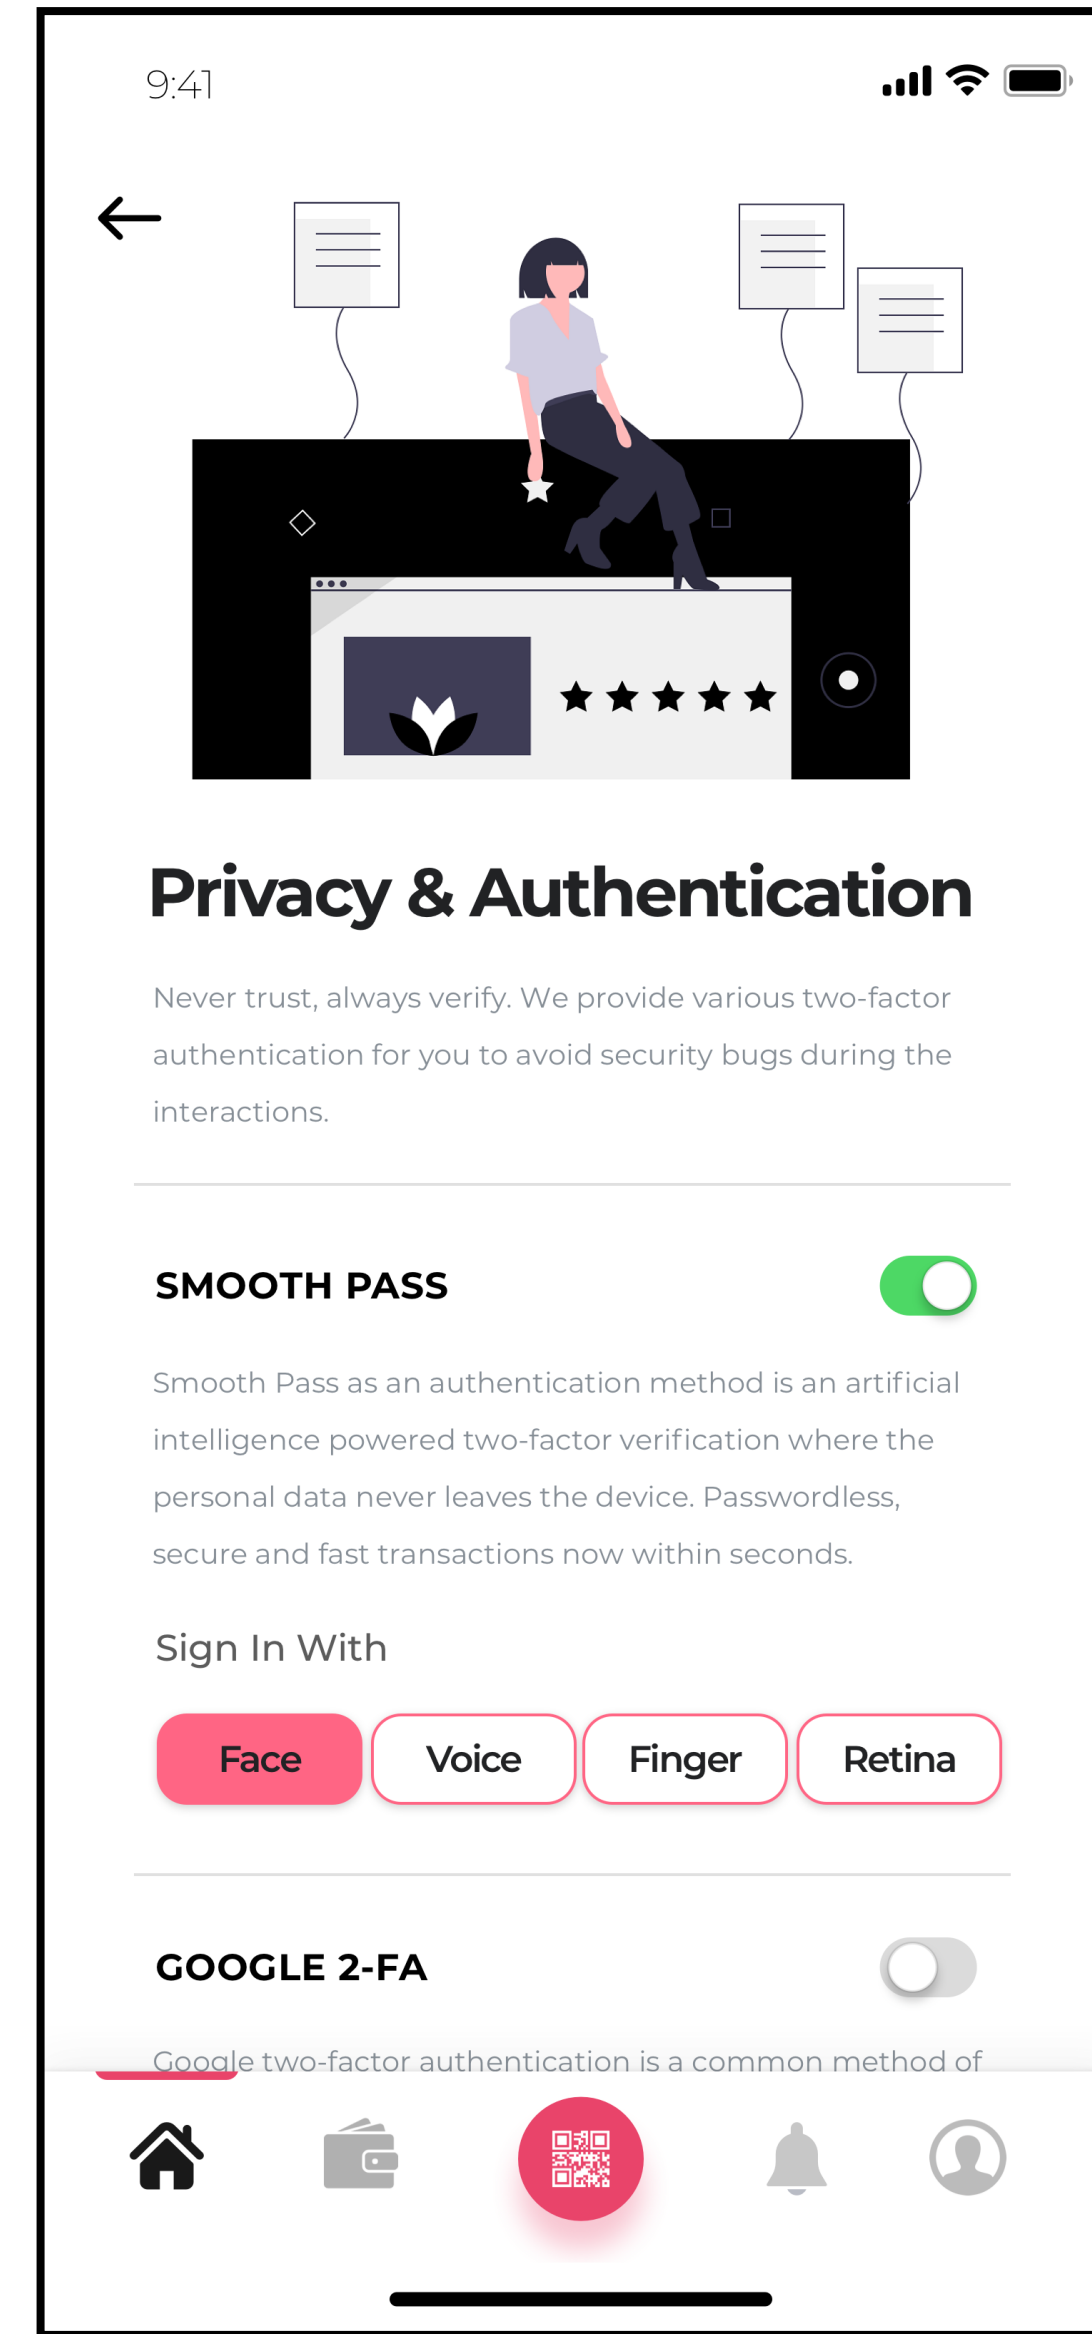 9:41
Privacy & Authentication
Never trust, always verify. We provide various two-factor
authentication for you to avoid security bugs during the
interactions.
SMOOTH PASS
Smooth Pass as an authentication method is an artificial
intelligence powered two-factor verification where the
personal data never leaves the device. Passwordless,
secure and fast transactions now within seconds.
Sign In With
Face Voice Finger Retina
GOOGLE 2-FA
Google two-factor authentication is a common method of